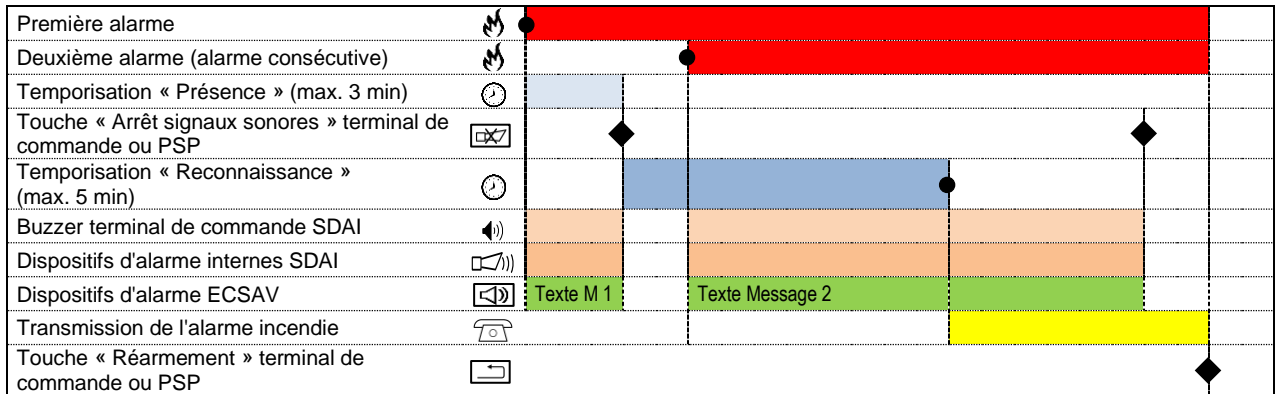 Première alarme
Deuxième alarme (alarme consécutive)
Temporisation « Présence » (max. 3 min)
Touche « Arrêt signaux sonores » terminal de
commande ou PSP
Temporisation « Reconnaissance »
(max. 5 min)
Buzzer terminal de commande SDAI
Dispositifs d'alarme internes SDAI
Dispositifs d'alarme ECSAV
Texte M 1
Texte Message 2
Transmission de l'alarme incendie
Touche « Réarmement » terminal de
commande ou PSP